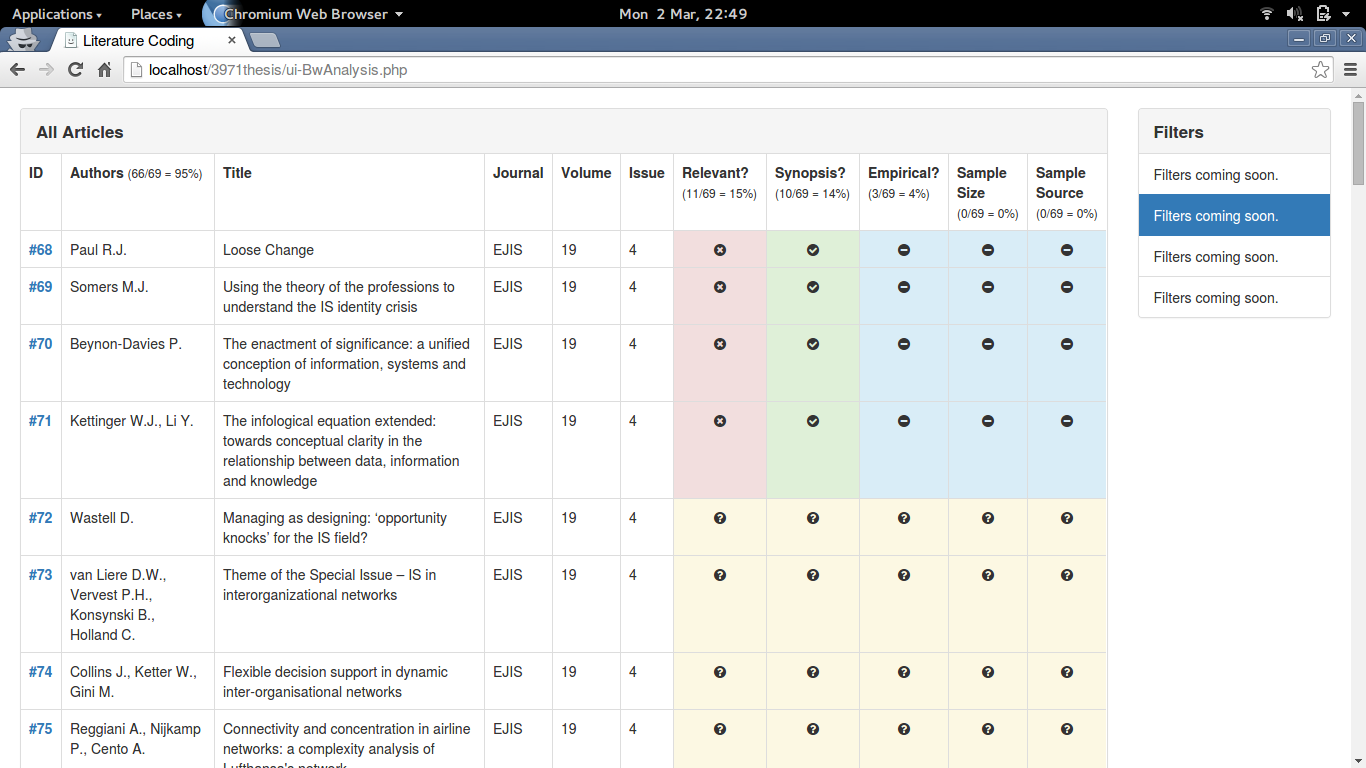 Applications
Places
Chromium Web Browser
Mon 2 Mar, 22:49
Literature Coding
localhost/3971thesis/ui-BwAnalysis.php
All Articles
ID
Authors (66/69 = 95%)
Title
Journal
Volume
Issue
Relevant?
(11/69 = 15%)
Synopsis?
(10/69 = 14%)
Empirical?
(3/69 = 4%)
Sample
Size
(0/69 = 0%)
Sample
Source
(0/69 = 0%)
#68
Paul R.J.
Loose Change
EJIS
19
4
#69
Somers M.J.
Using the theory of the professions to
understand the IS identity crisis
EJIS
19
4
#70
Beynon-Davies P.
The enactment of significance: a unified
conception of information, systems and
technology
EJIS
19
4
#71
Kettinger W.J., Li Y.
The infological equation extended:
towards conceptual clarity in the
relationship between data, information
and knowledge
EJIS
19
4
#72
Wastell D.
Managing as designing: ‘opportunity
knocks’ for the IS field?
EJIS
19
4
#73
van Liere D.W.,
Vervest P.H.,
Konsynski B.,
Holland C.
Theme of the Special Issue – IS in
interorganizational networks
EJIS
19
4
#74
Collins J., Ketter W.,
Gini M.
Flexible decision support in dynamic
inter-organisational networks
EJIS
19
4
#75
Reggiani A., Nijkamp
P., Cento A.
Connectivity and concentration in airline
networks: a complexity analysis of
Lufthansa's network
EJIS
19
4
Filters
Filters coming soon.
Filters coming soon.
Filters coming soon.
Filters coming soon.